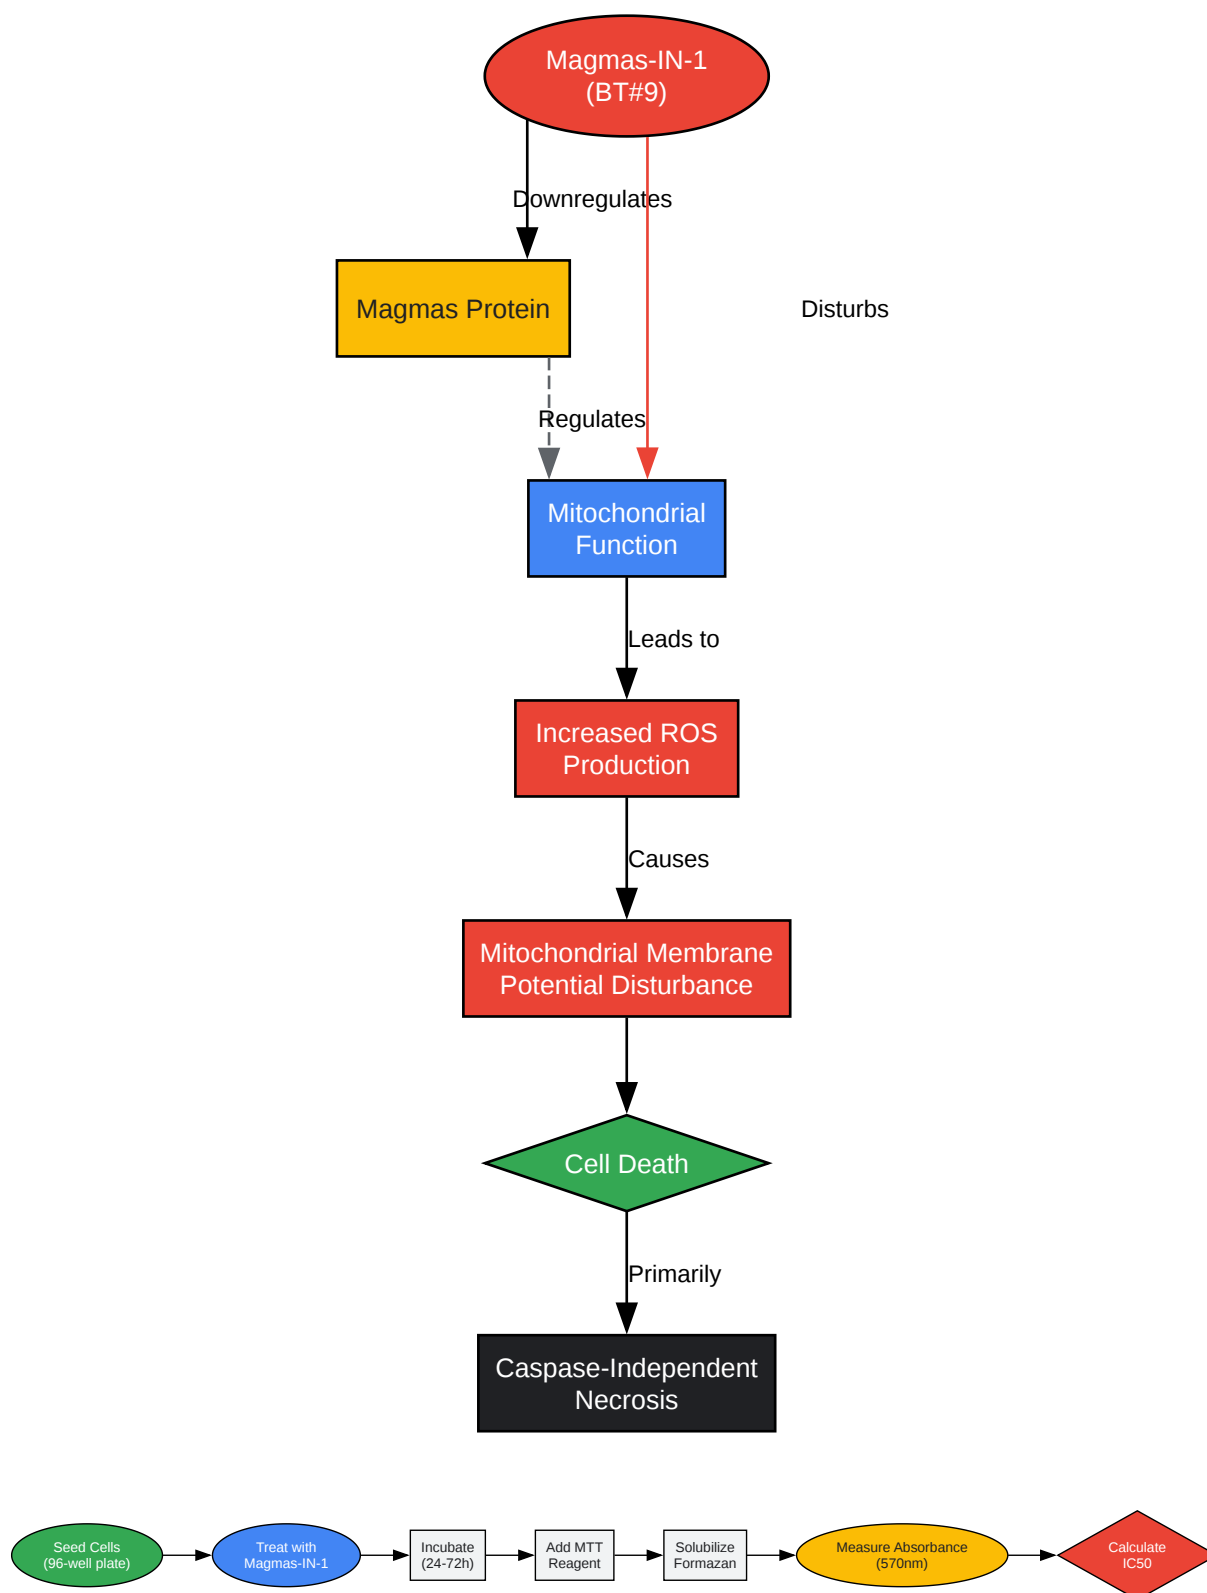 Magmas-IN-1
(BT#9)
Downregulates
Magmas Protein
Disturbs
Regulates
Mitochondrial
Function
Leads to
Increased ROS
Production
Causes
Mitochondrial Membrane
Potential Disturbance
Cell Death
Primarily
Caspase-Independent
Necrosis
Seed Cells
(96-well plate)
Treat with
Magmas-IN-1
Incubate
(24-72h)
Add MTT
Reagent
Solubilize
Formazan
Measure Absorbance
(570nm)
Calculate
IC50